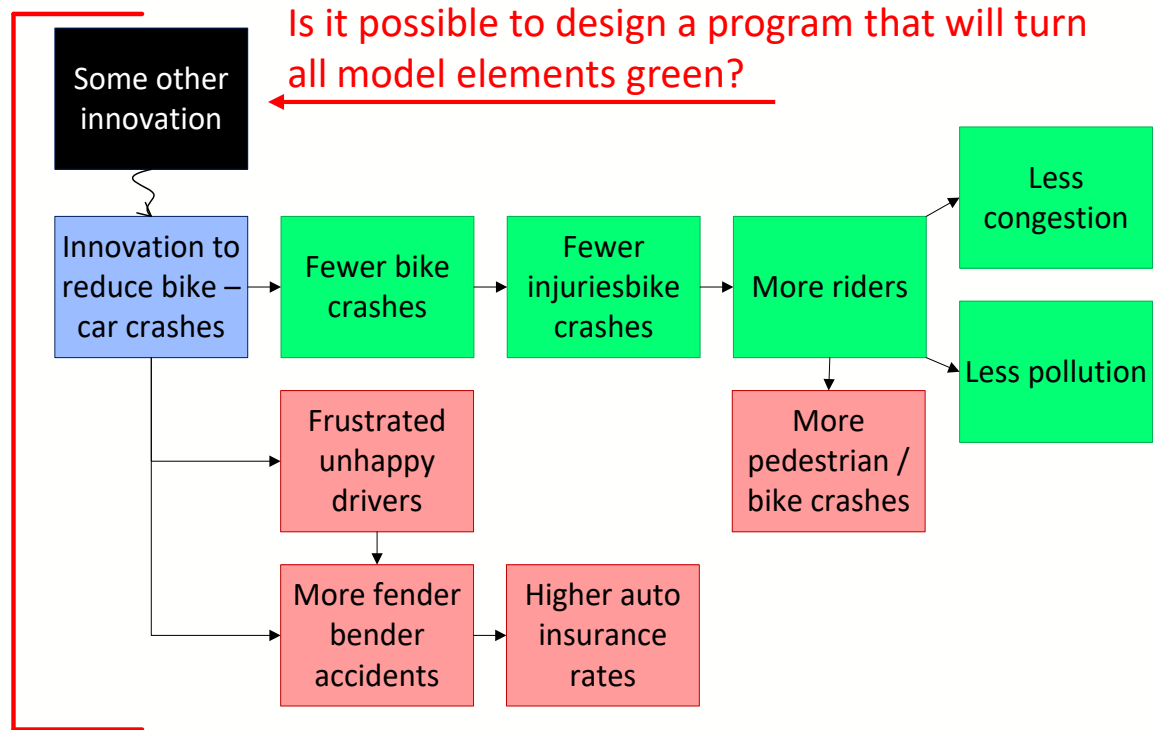 Is it possible to design a program that will turn
all model elements green?
Some other
innovation
Innovation to
reduce bike –
car crashes
Fewer bike
crashes
Fewer
injuriesbike
crashes
More riders
Less
congestion
Less pollution
Frustrated
unhappy
drivers
More
pedestrian /
bike crashes
More fender
bender
accidents
Higher auto
insurance
rates